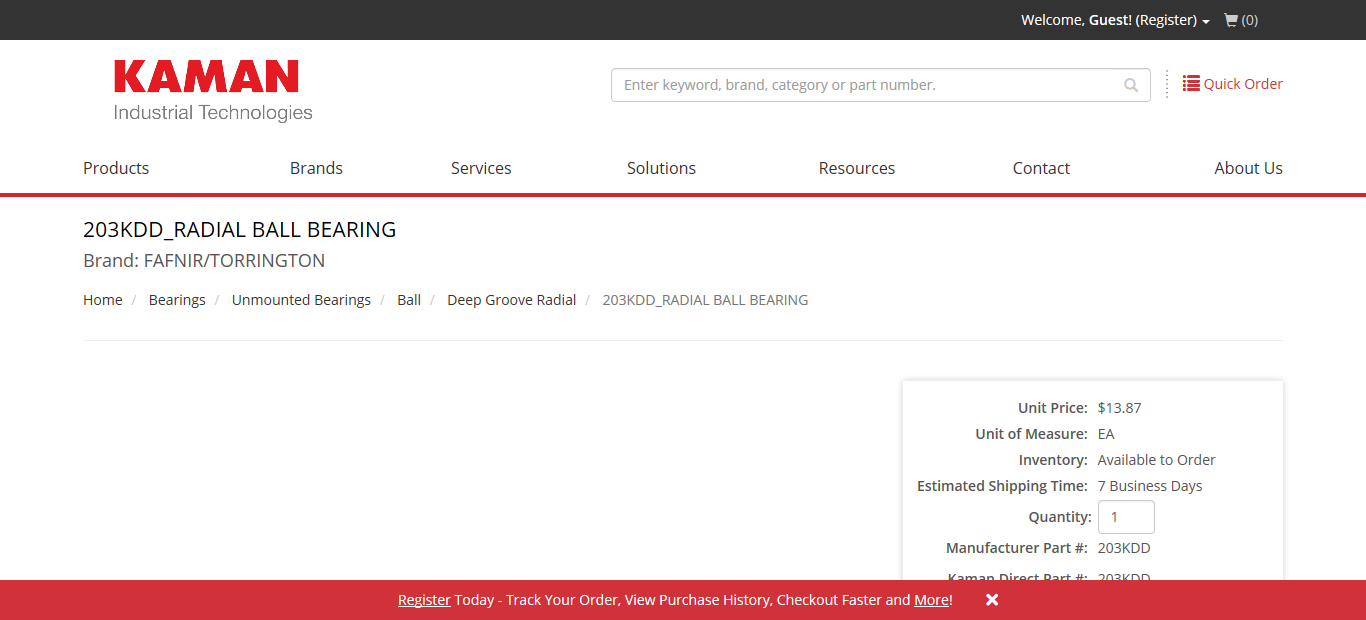 Welcome, Guest! (Register) (0)
KAMAN
Industrial Technologies
Enter keyword, brand, category or part number.
Quick Order
Products Brands Services Solutions Resources Contact About Us
203KDD_RADIAL BALL BEARING
Brand: FAFNIR/TORRINGTON
Home / Bearings / Unmounted Bearings / Ball / Deep Groove Radial / 203KDD_RADIAL BALL BEARING
Unit Price: $13.87
Unit of Measure: EA
Inventory: Available to Order
Estimated Shipping Time: 7 Business Days
Quantity: 1
Manufacturer Part #: 203KDD
Kaman Direct Part #: 203KDD
Register Today - Track Your Order, View Purchase History, Checkout Faster and More!